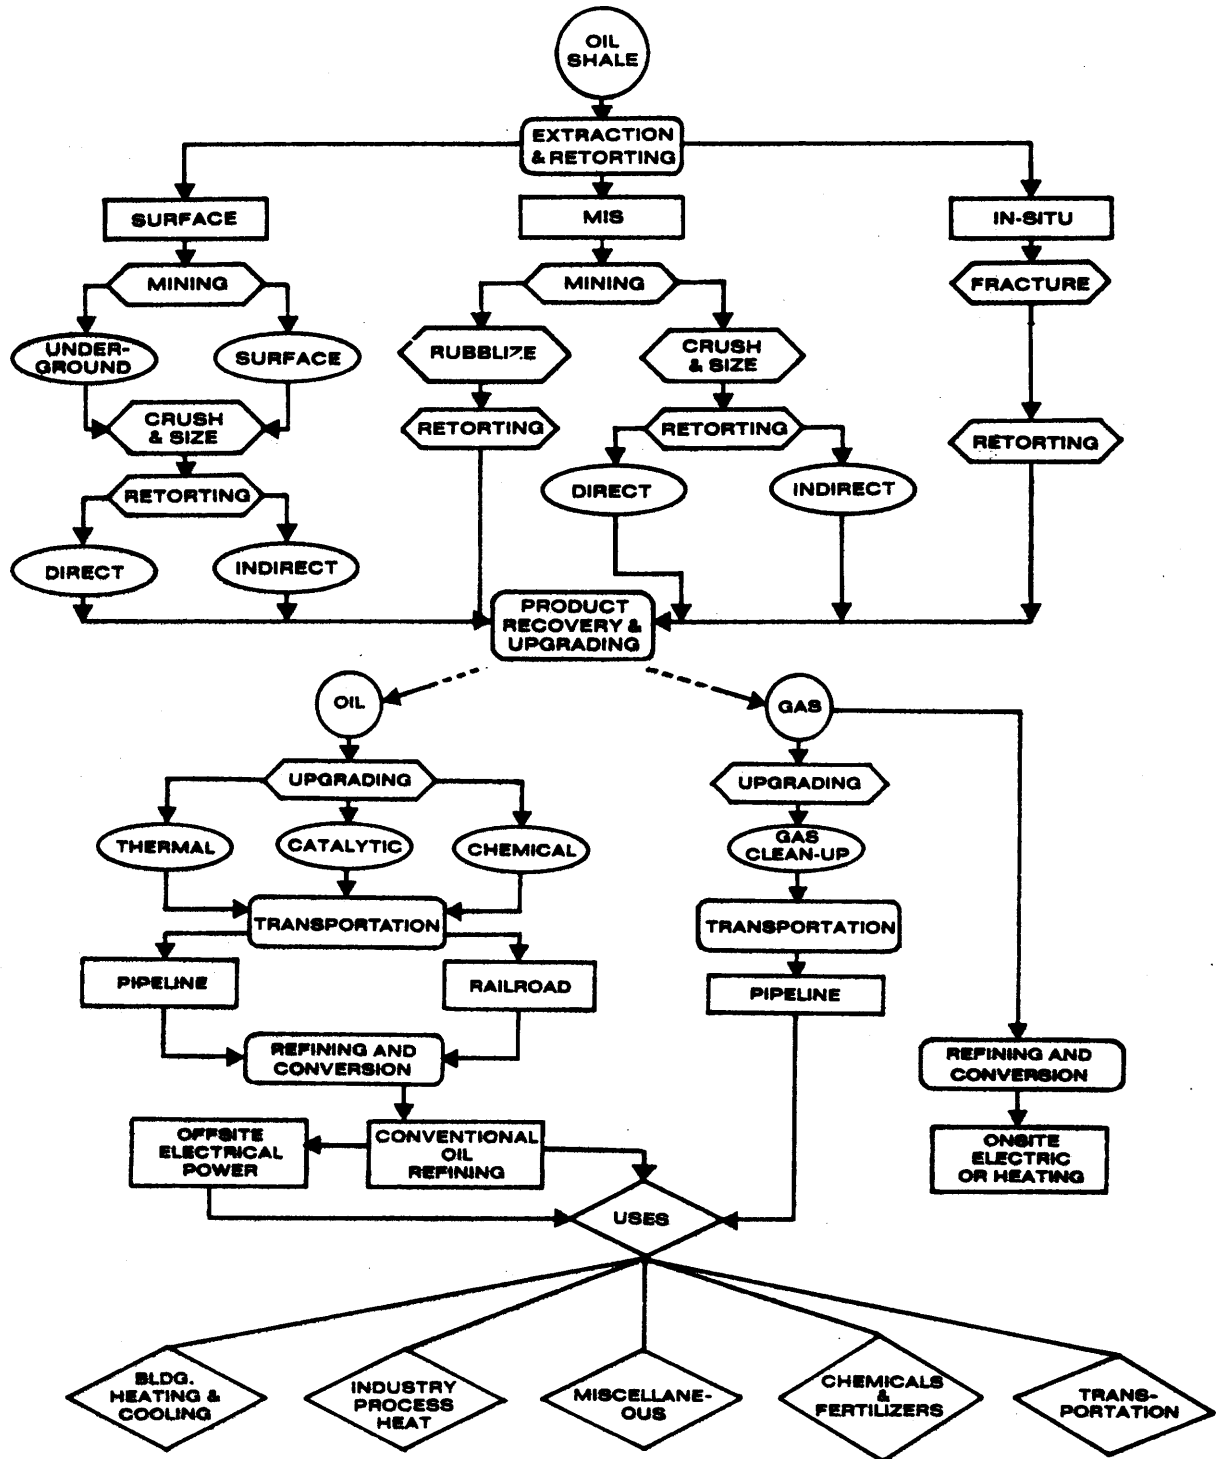 OIL
SHALE
EXTRACTION
& RETORTING
SURFACE
MIS
IN-SITU
MINING
MINING
FRACTURE
UNDER-
GROUND
SURFACE
RUBBLIZE
CRUSH
& SIZE
CRUSH
& SIZE
RETORTING
RETORTING
RETORTING
RETORTING
DIRECT
INDIRECT
DIRECT
INDIRECT
PRODUCT
RECOVERY &
UPGRADING
OIL
GAS
UPGRADING
UPGRADING
THERMAL
CATALYTIC
CHEMICAL
GAS
CLEAN-UP
TRANSPORTATION
TRANSPORTATION
PIPELINE
RAILROAD
PIPELINE
REFINING AND
CONVERSION
REFINING AND
CONVERSION
OFFSITE
ELECTRICAL
POWER
CONVENTIONAL
OIL
REFINING
ONSITE
ELECTRIC
OR HEATING
USES
BLDG.
HEATING &
COOLING
INDUSTRY
PROCESS
HEAT
MISCELLANE-
OUS
CHEMICALS
&
FERTILIZERS
TRANS-
PORTATION